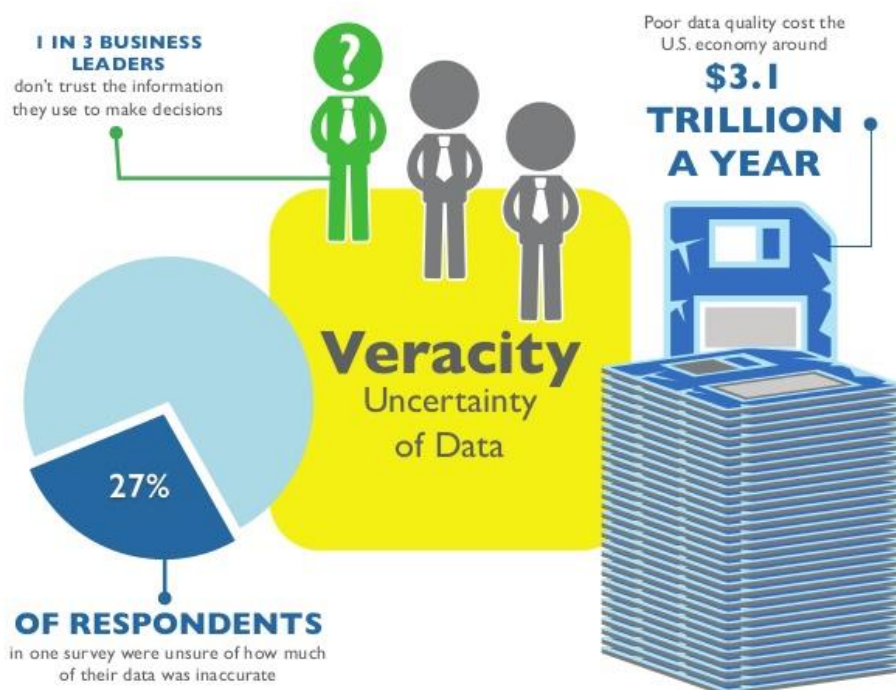 1 IN 3 BUSINESS
LEADERS
don't trust the information
they use to make decisions
?
Poor data quality cost the
U.S. economy around
$3.1
TRILLION
A YEAR
Veracity
Uncertainty
of Data
27%
OF RESPONDENTS
in one survey were unsure of how much
of their data was inaccurate